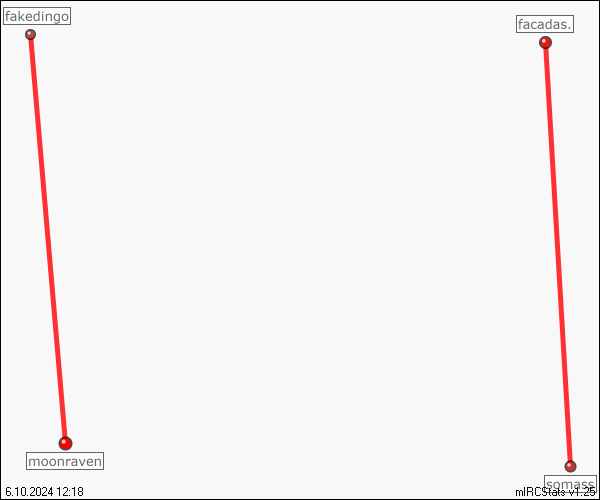 fakedingo
facadas.
moonraven
somass
6.10.2024 12:18
mIRCStats v1.25